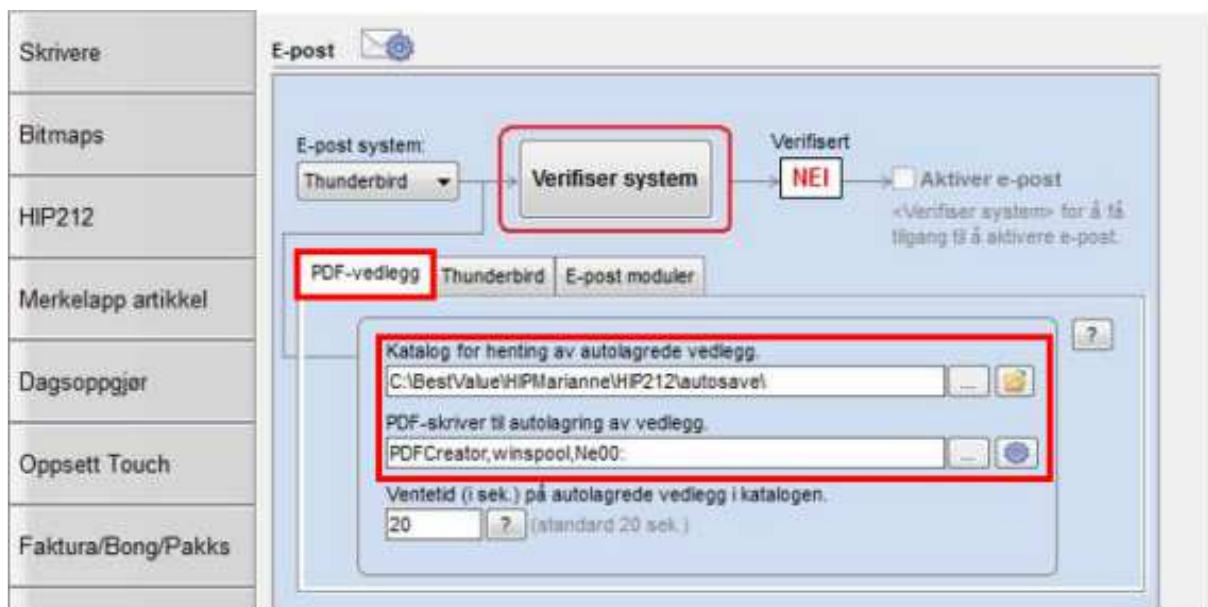 Skrivere
Bitmaps
HIP212
Merkelapp artikkel
Dagsoppgjør
Oppsett Touch
Faktura/Bong/Pakks
E-post
E-post system:
Thunderbird
Verifiser system
Verifisert
NEI
Aktiver e-post
<Verifiser system> for å få
tilgang til å aktivere e-post.
PDF-vedlegg
Thunderbird
E-post moduler
?
Katalog for henting av autolagrede vedlegg.
C:\BestValue\HIPMarianne\HIP212\autosave\
...
PDF-skriver til autolagring av vedlegg.
PDFCreator,winspool,Ne00:
...
Ventetid (i sek.) på autolagrede vedlegg i katalogen.
20
?
(standard 20 sek.)